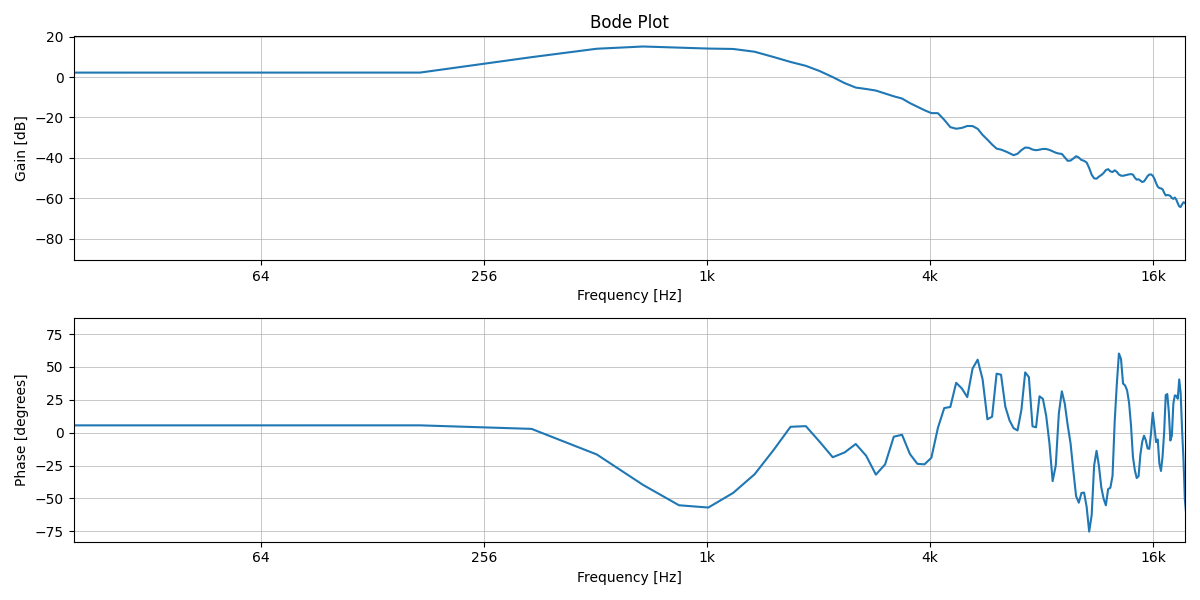 Bode Plot
20
0
−20
−40
−60
−80
Gain [dB]
64 256 1k 4k 16k
Frequency [Hz]
75
50
25
0
−25
−50
−75
Phase [degrees]
64 256 1k 4k 16k
Frequency [Hz]